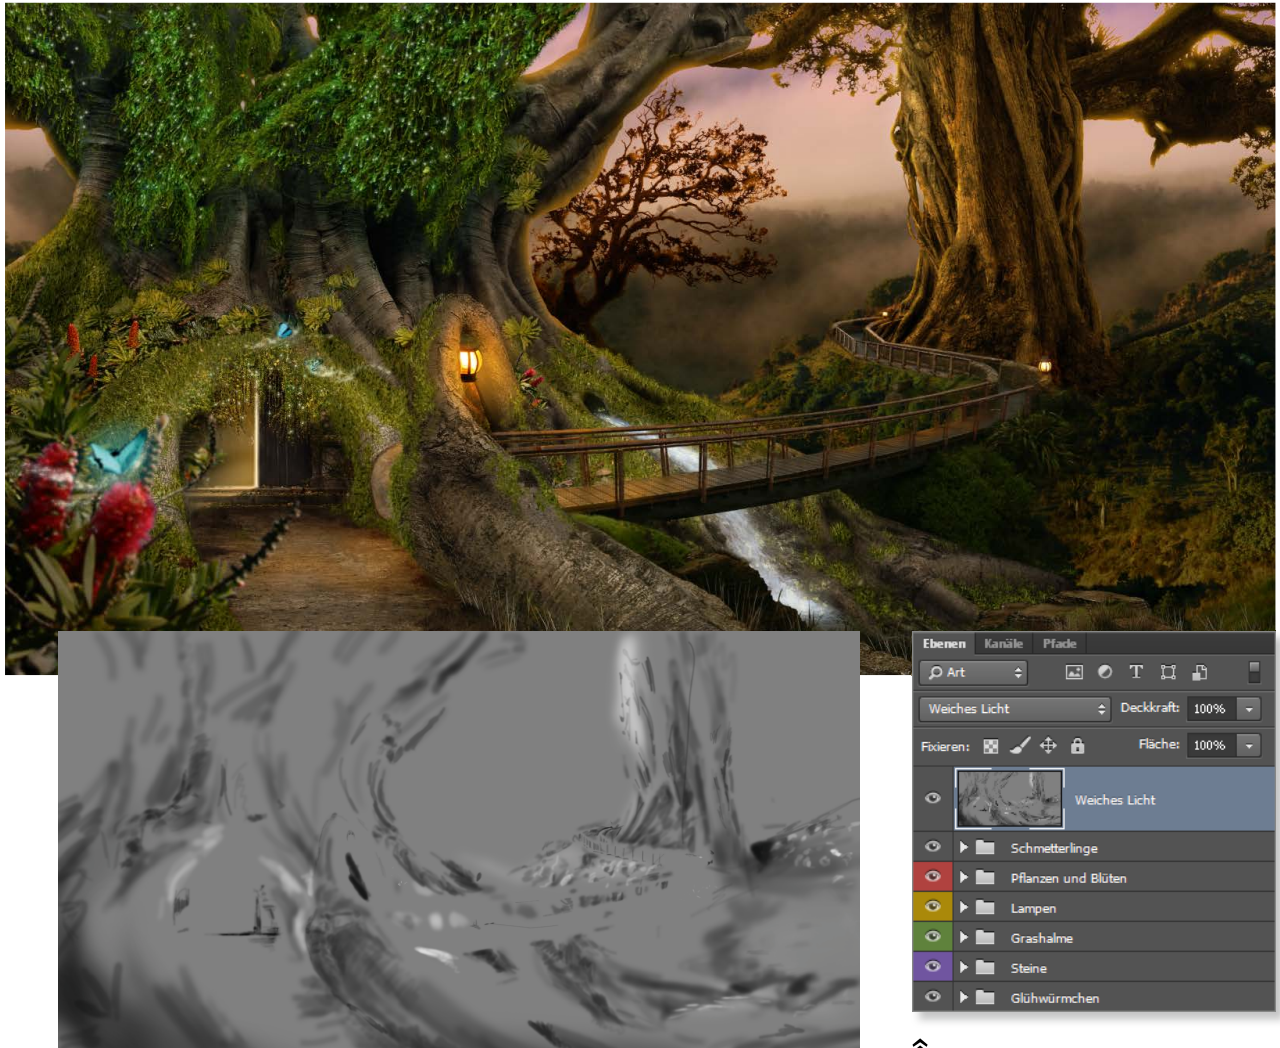 Ebenen Kanäle Pfade
Art
Weiches Licht Deckkraft: 100%
Fixieren: Fläche: 100%
Weiches Licht
Schmetterlinge
Pflanzen und Blüten
Lampen
Grashalme
Steine
Glühwürmchen